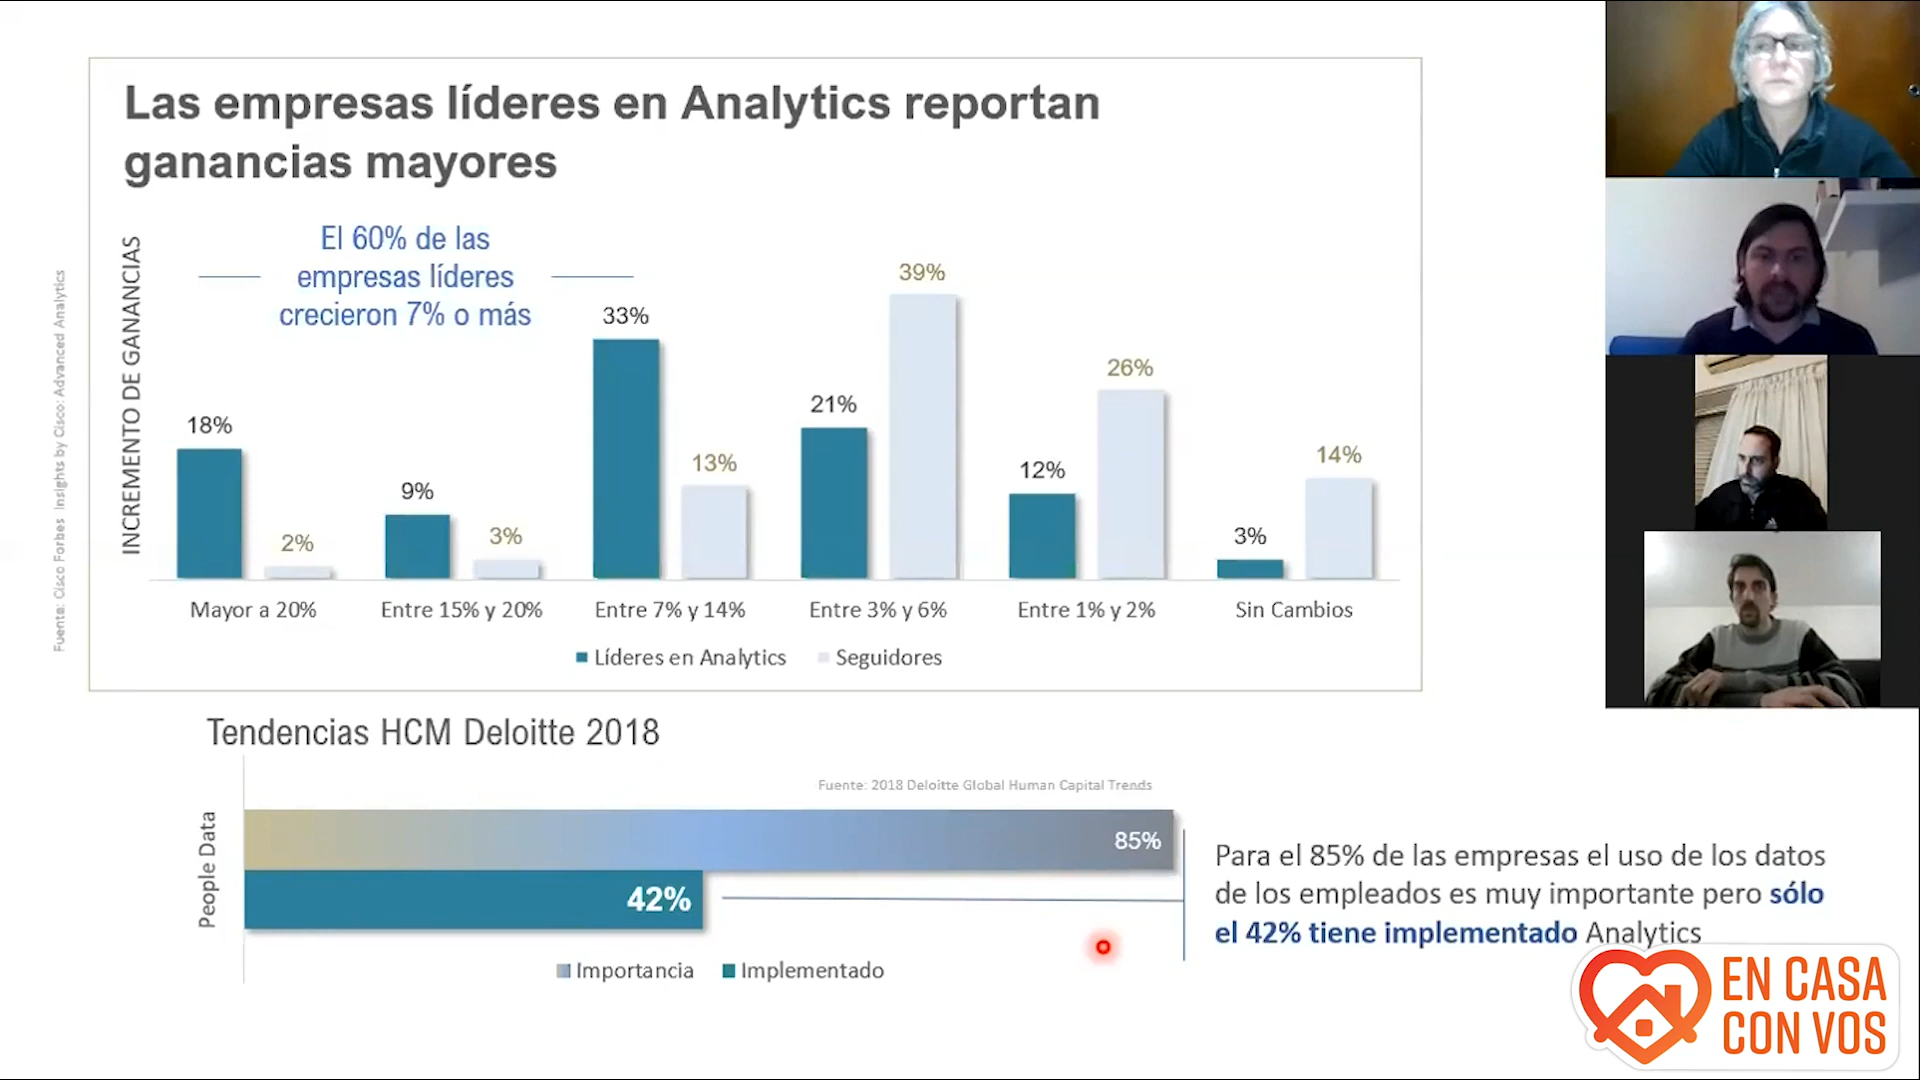 Las empresas líderes en Analytics reportan
ganancias mayores
El 60% de las
empresas líderes
crecieron 7% o más
INCREMENTO DE GANANCIAS
Fuente: Cisco Forbes Insights by Cisco: Advanced Analytics
18%
2%
9%
3%
33%
13%
21%
39%
12%
26%
3%
14%
Mayor a 20%
Entre 15% y 20%
Entre 7% y 14%
Entre 3% y 6%
Entre 1% y 2%
Sin Cambios
Líderes en Analytics
Seguidores
Tendencias HCM Deloitte 2018
Fuente: 2018 Deloitte Global Human Capital Trends
People Data
85%
42%
Importancia
Implementado
Para el 85% de las empresas el uso de los datos
de los empleados es muy importante pero sólo
el 42% tiene implementado Analytics
EN CASA
CON VOS